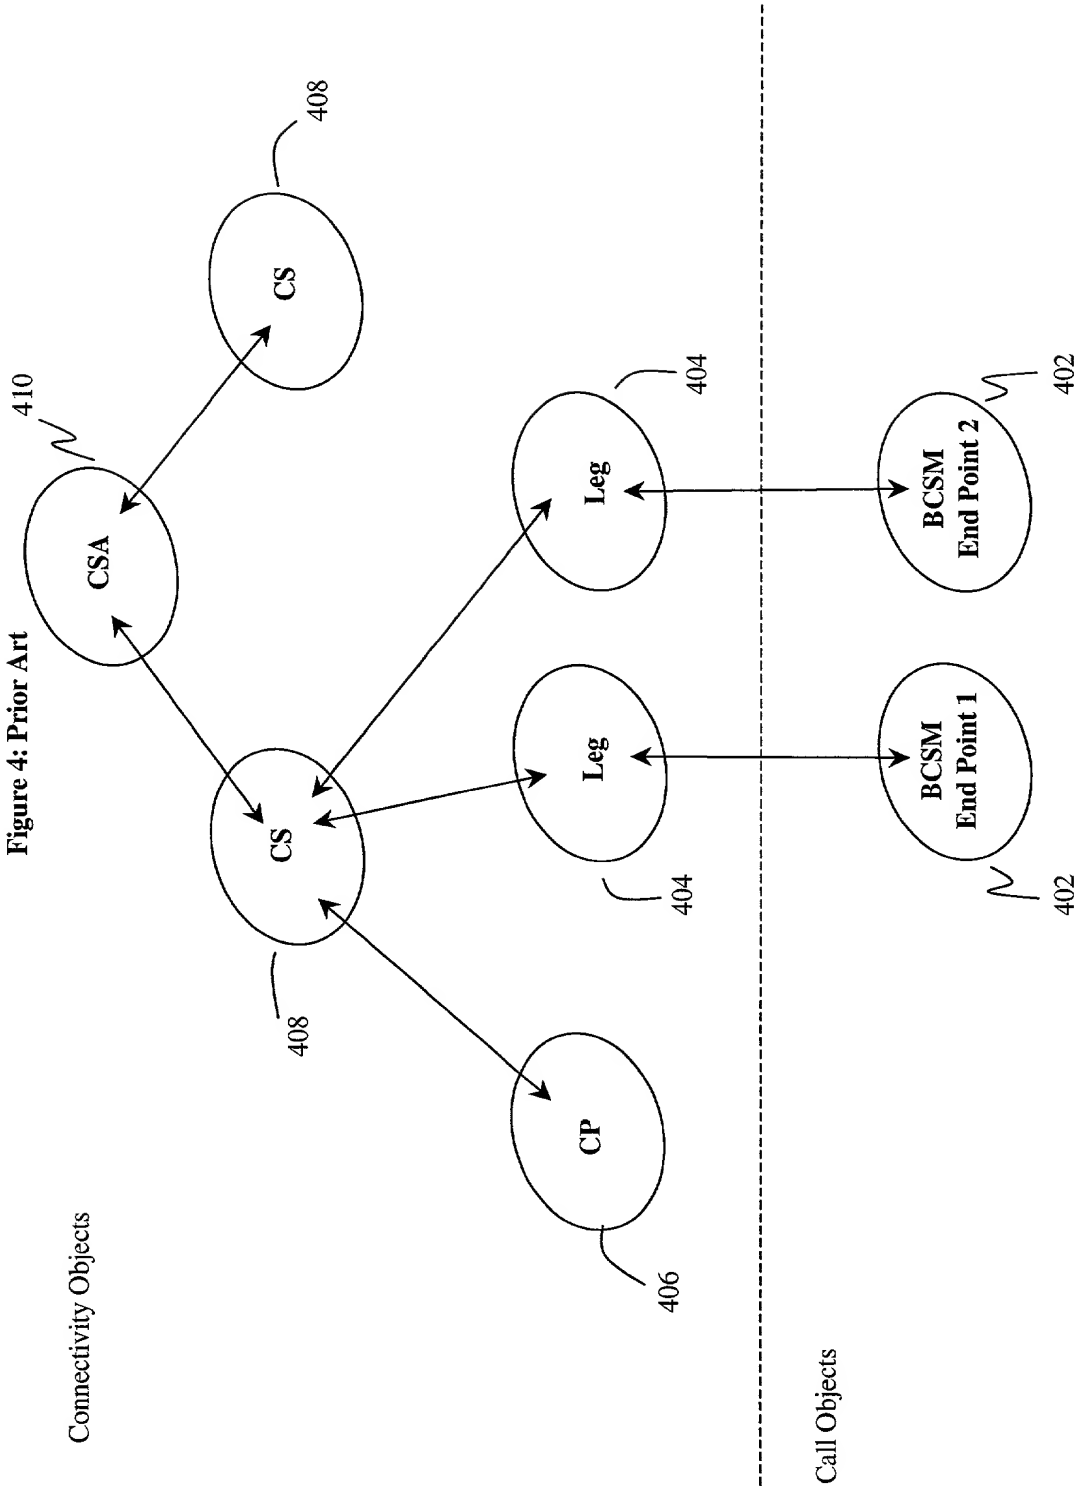 Figure 4: Prior Art
Connectivity Objects
410
CSA
408
CS
CS
408
406
CP
404
Leg
Leg
404
Call Objects
402
BCSM
End Point 1
BCSM
End Point 2
402